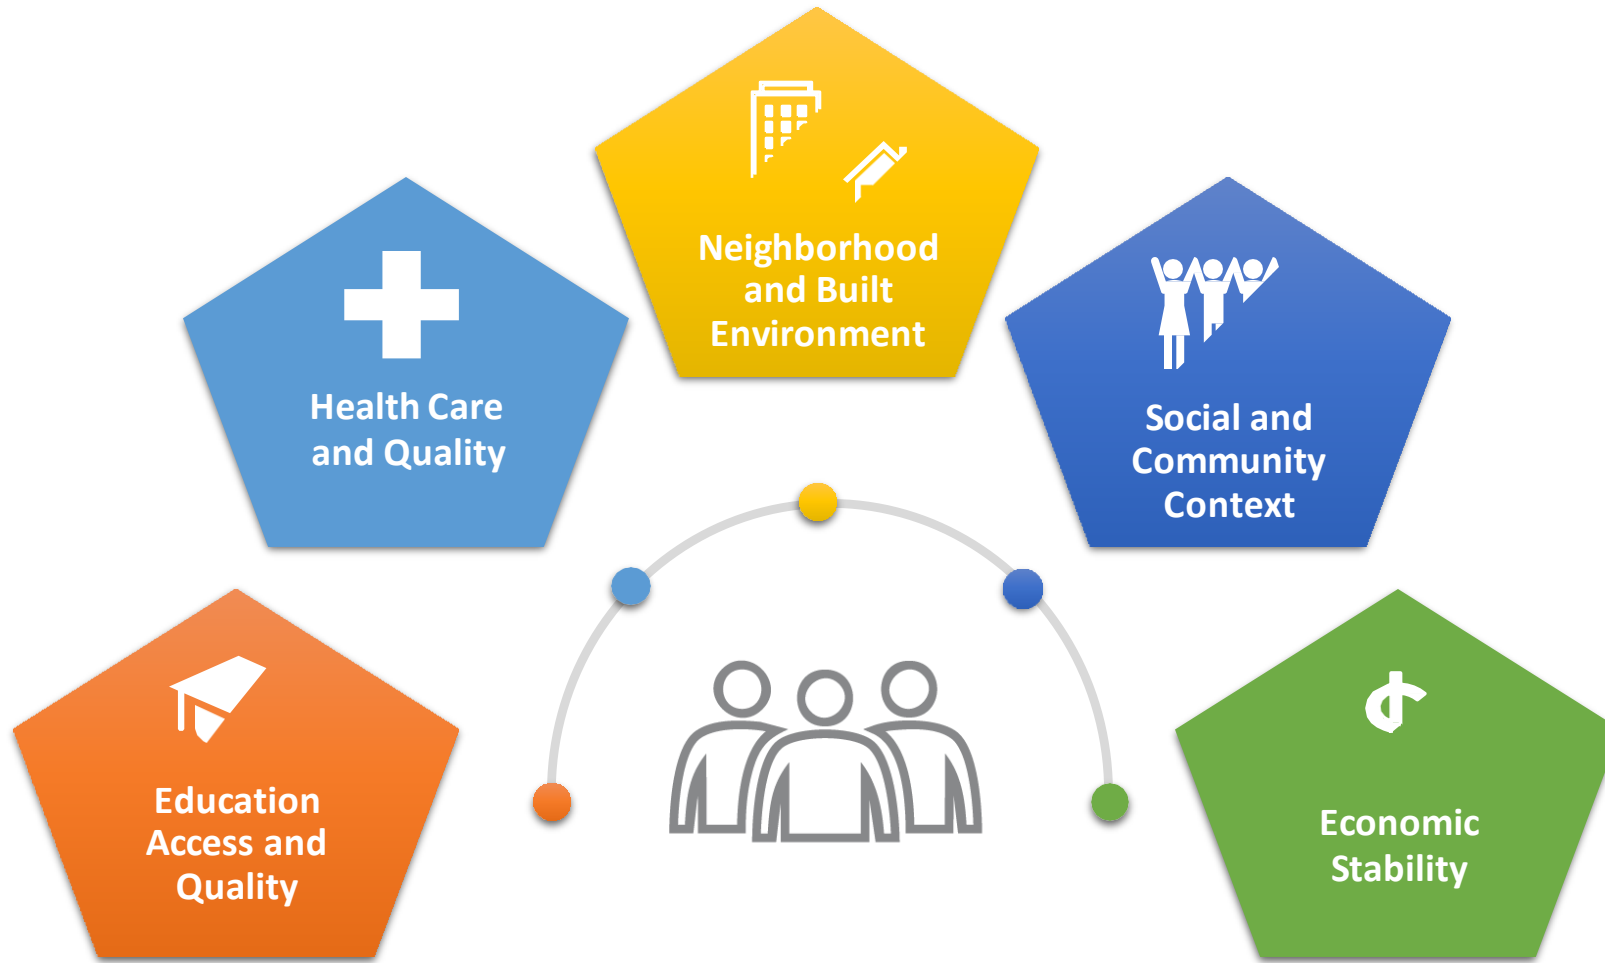 Neighborhood
and Built
Environment
Health Care
and Quality
Social and
Community
Context
Education
Access and
Quality
Economic
Stability